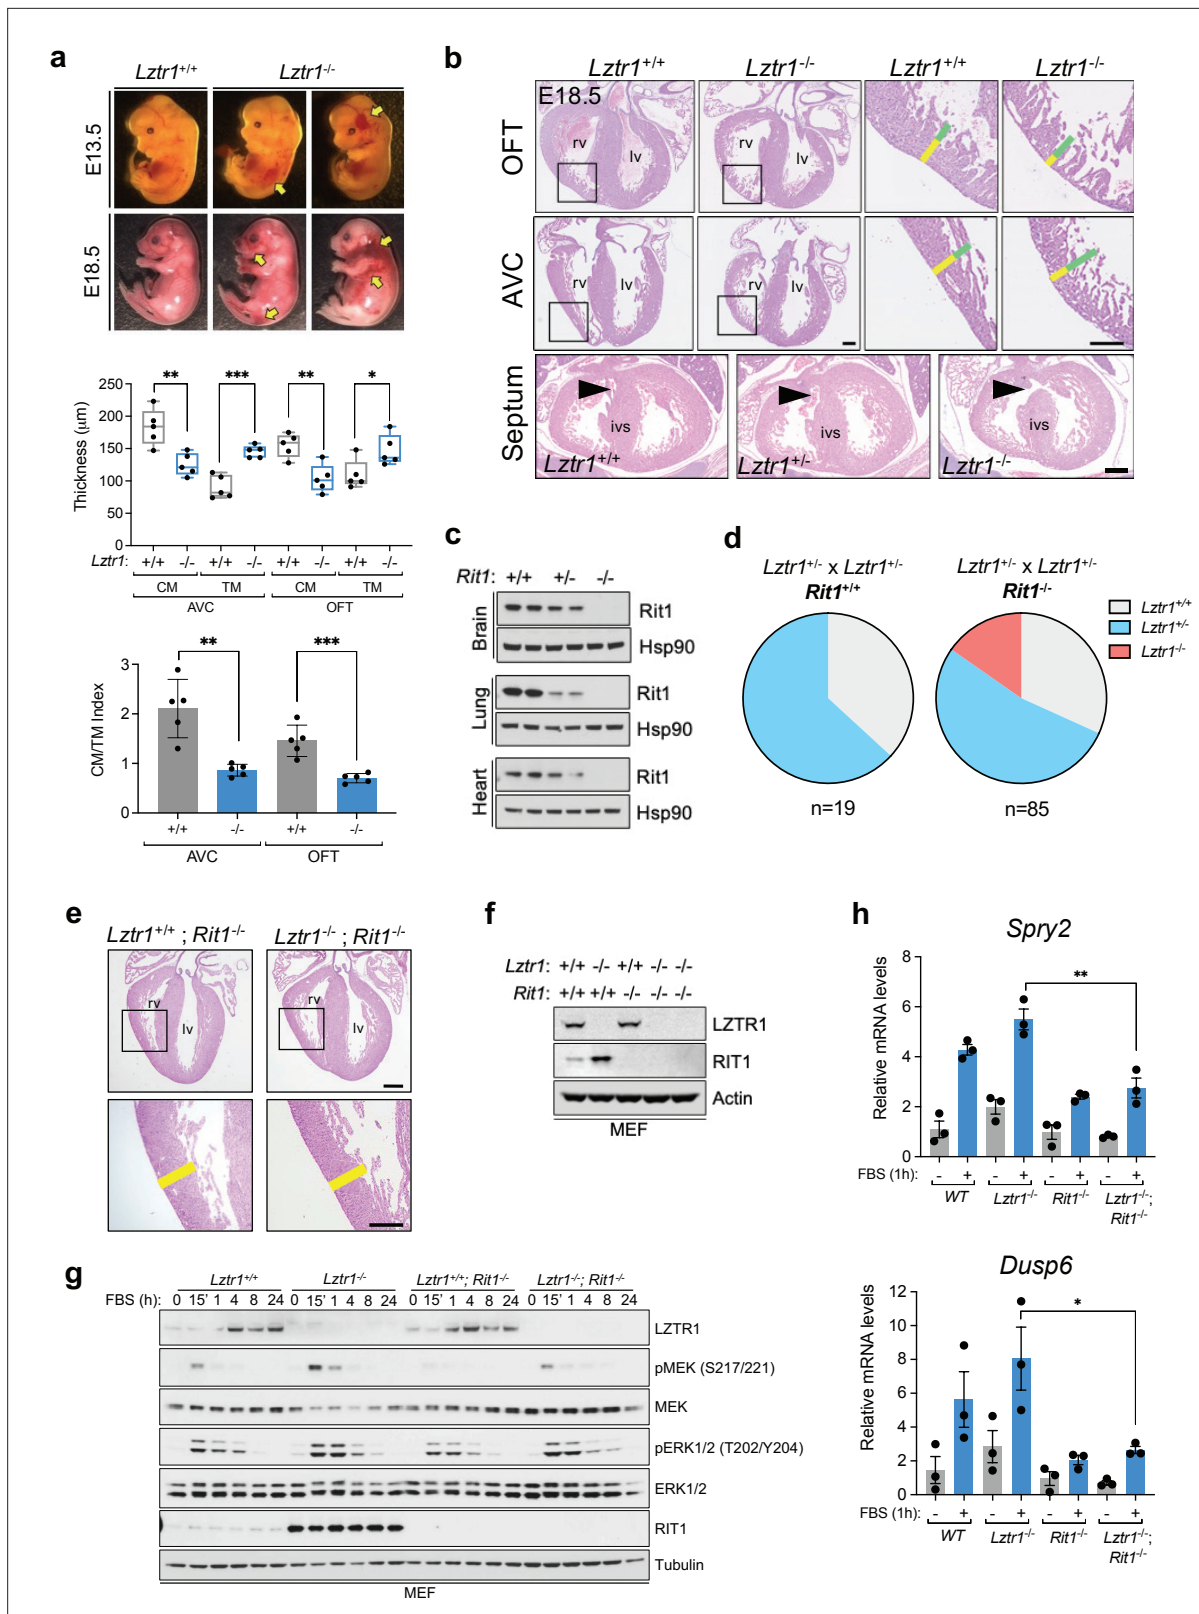 a
Lztr1+/+ Lztr1-/-
E13.5
E18.5
Thickness (µm)
250
200
150
100
50
0
** *** ** *
Lztr1: +/+ -/- +/+ -/- +/+ -/- +/+ -/-
CM TM CM TM
AVC OFT
CM/TM Index
3
2
1
0
** ***
+/+ -/- +/+ -/-
AVC OFT
b
Lztr1+/+ Lztr1-/- Lztr1+/+ Lztr1-/-
E18.5
OFT
rv lv rv lv
AVC
rv lv rv lv
Septum
ivs ivs ivs
Lztr1+/+ Lztr1+/- Lztr1-/-
c
Rit1: +/+ +/- -/-
Brain
Rit1
Hsp90
Lung
Rit1
Hsp90
Heart
Rit1
Hsp90
d
Lztr1+/- x Lztr1+/- Lztr1+/- x Lztr1+/-
Rit1+/+ Rit1-/-
Lztr1+/+
Lztr1+/-
Lztr1-/-
n=19 n=85
e
Lztr1+/+ ; Rit1-/- Lztr1-/- ; Rit1-/-
rv lv rv lv
f
Lztr1: +/+ -/- +/+ -/- -/-
Rit1: +/+ +/+ -/- -/- -/-
LZTR1
RIT1
Actin
MEF
g
Lztr1+/+ Lztr1-/- Lztr1+/+; Rit1-/- Lztr1-/-; Rit1-/-
FBS (h): 0 15' 1 4 8 24 0 15' 1 4 8 24 0 15' 1 4 8 24 0 15' 1 4 8 24
LZTR1
pMEK (S217/221)
MEK
pERK1/2 (T202/Y204)
ERK1/2
RIT1
Tubulin
MEF
h
Spry2
Relative mRNA levels
8
6
4
2
0
**
FBS (1h): - + - + - + - +
WT Lztr1-/- Rit1-/- Lztr1-/-;
Rit1-/-
Dusp6
Relative mRNA levels
12
10
8
6
4
2
0
*
FBS (1h): - + - + - + - +
WT Lztr1-/- Rit1-/- Lztr1-/-;
Rit1-/-